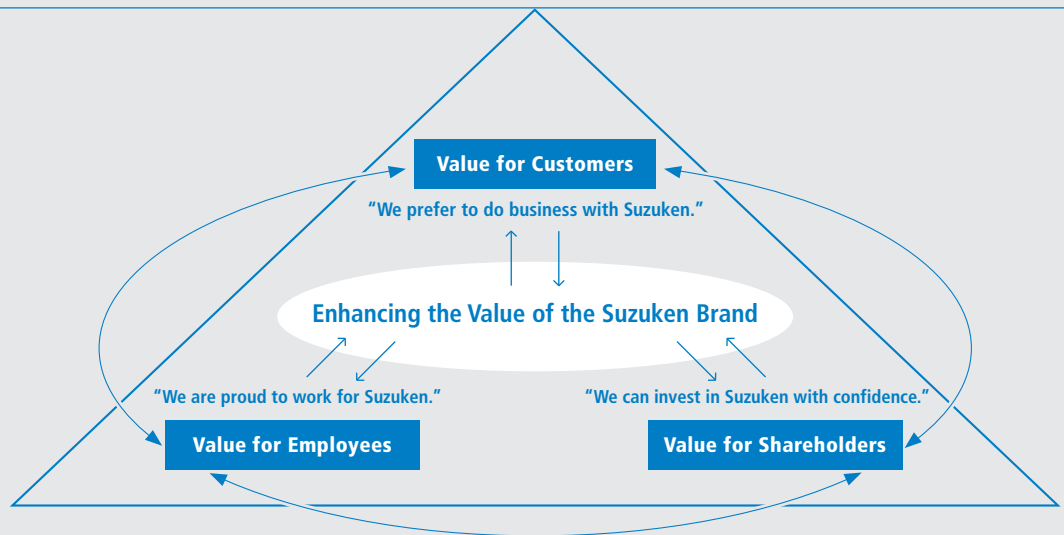 Value for Customers
“We prefer to do business with Suzuken.”
Enhancing the Value of the Suzuken Brand
“We are proud to work for Suzuken.”
“We can invest in Suzuken with confidence.”
Value for Employees
Value for Shareholders